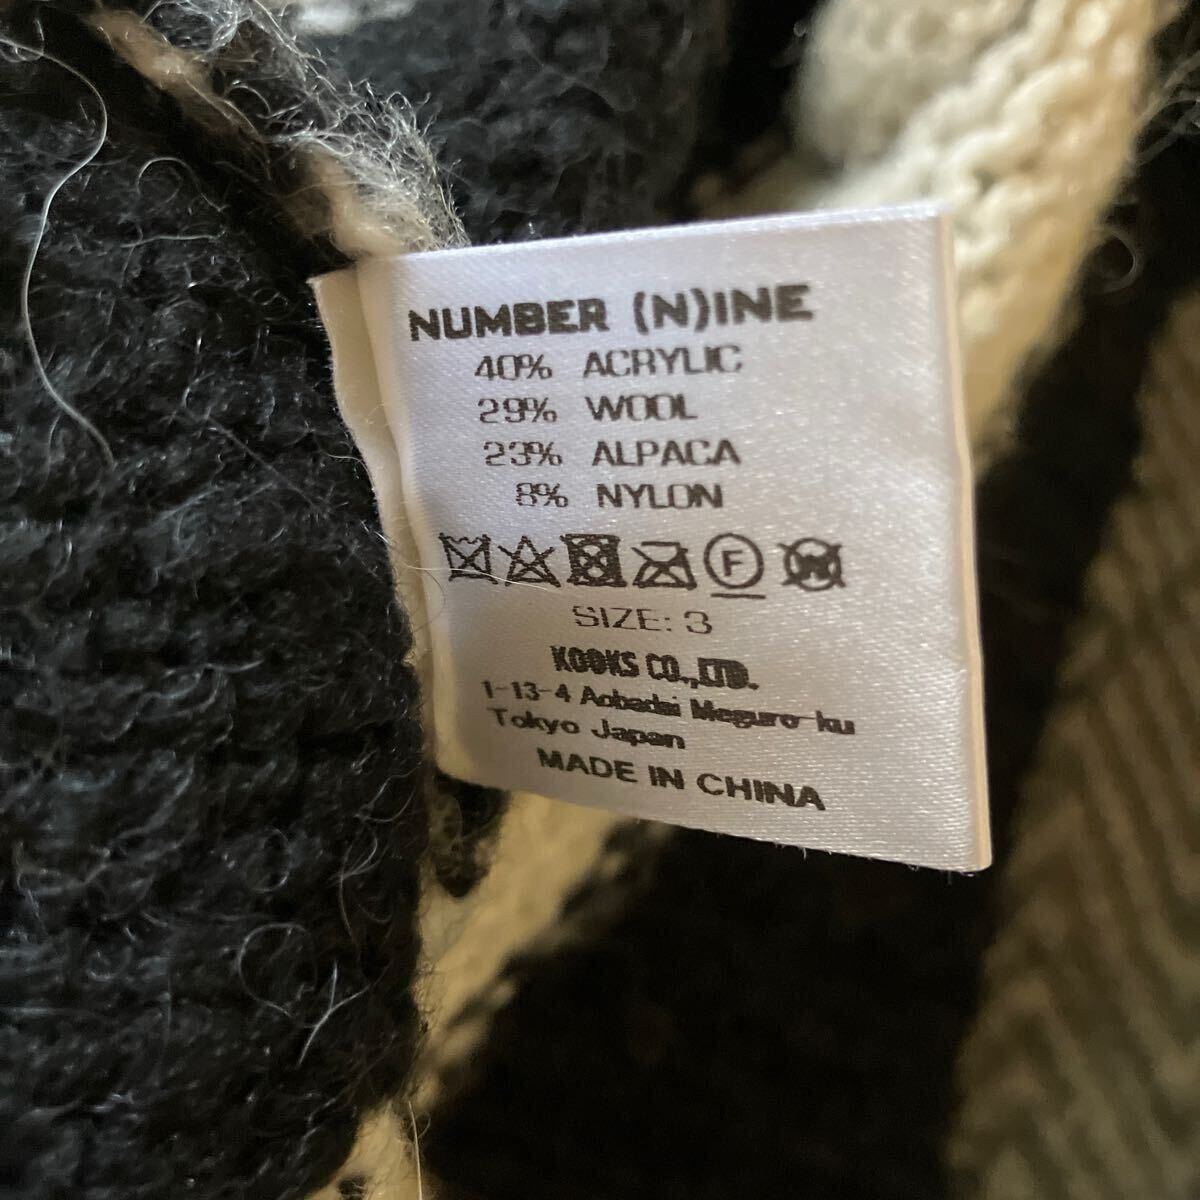 NUMBER (N)INE
40% ACRYLIC
29% WOOL
23% ALPACA
8% NYLON
F W
SIZE: 3
KOOKS CO.,LTD.
1-13-4 Aobadai Meguro-ku
Tokyo Japan
MADE IN CHINA